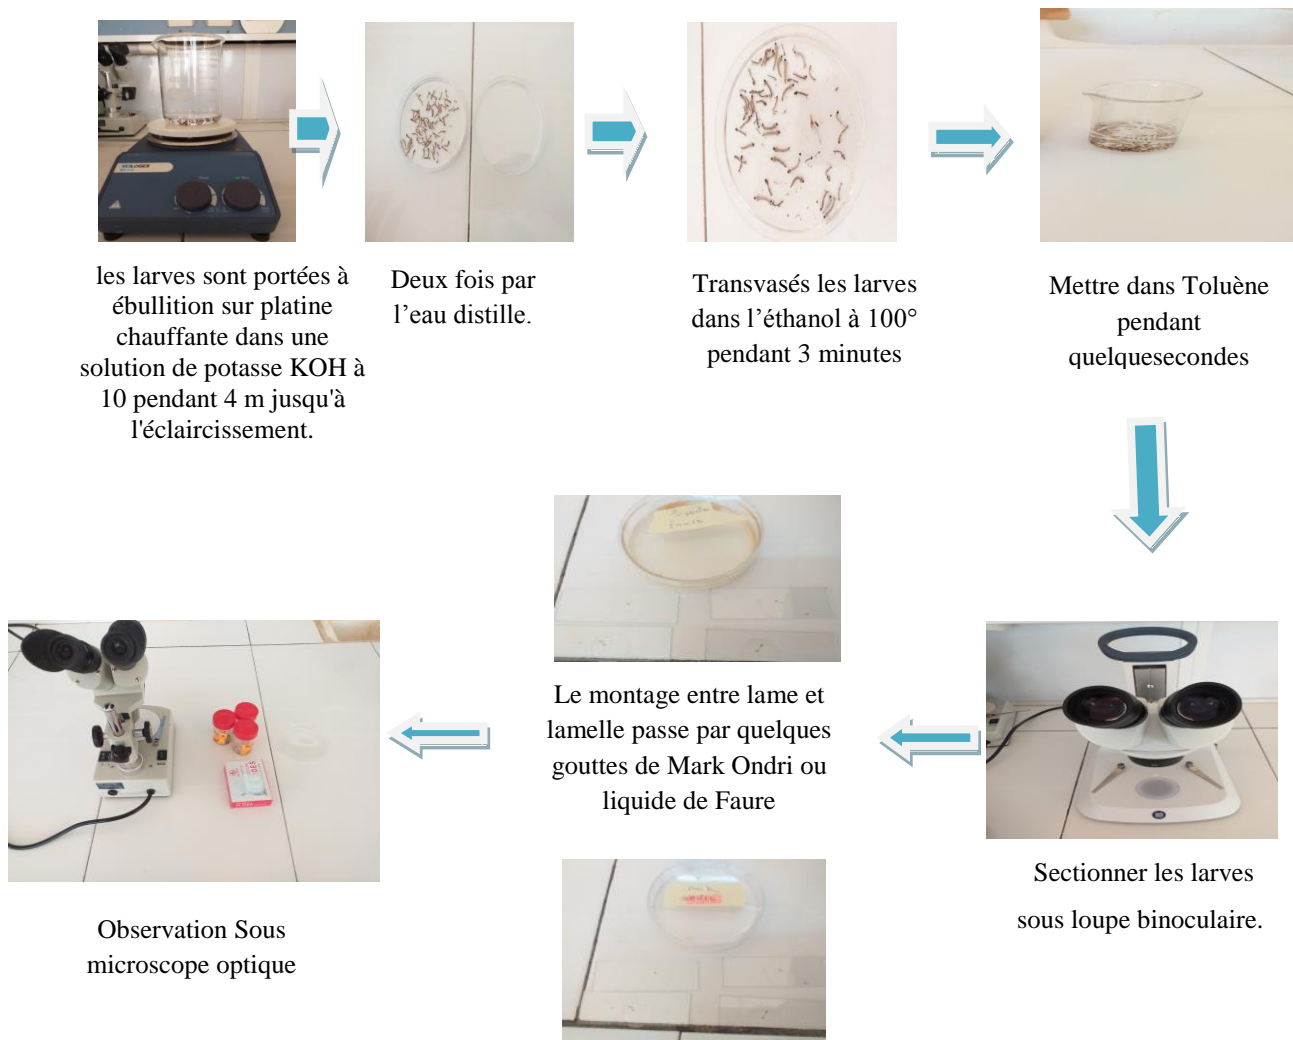 les larves sont portées à
ébullition sur platine
chauffante dans une
solution de potasse KOH à
10 pendant 4 m jusqu'à
l'éclaircissement.
Deux fois par
l’eau distille.
Transvasés les larves
dans l’éthanol à 100°
pendant 3 minutes
Mettre dans Toluène
pendant
quelquesecondes
Sectionner les larves
sous loupe binoculaire.
Le montage entre lame et
lamelle passe par quelques
gouttes de Mark Ondri ou
liquide de Faure
Observation Sous
microscope optique